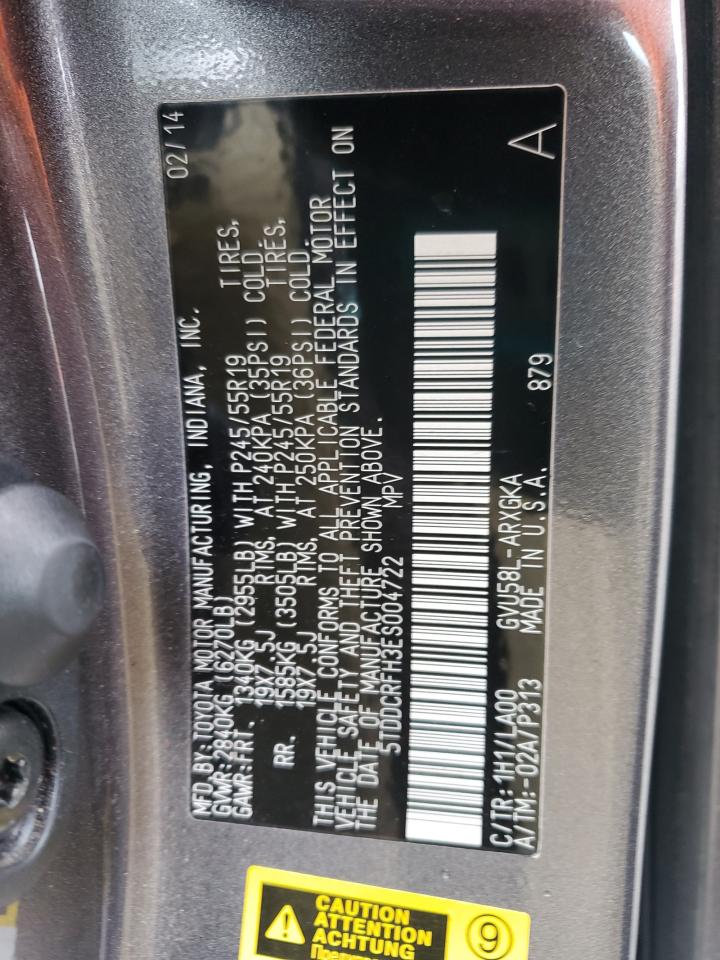 MFD. BY: TOYOTA MOTOR MANUFACTURING, INDIANA, INC. 02/14
GVWR: 2840KG (6270LB)
GAWR: FRT. 1340KG (2955LB) WITH P245/55R19 TIRES,
19X7.5J RIMS, AT 240KPA (35PSI) COLD.
RR. 1585KG (3505LB) WITH P245/55R19 TIRES,
19X7.5J RIMS, AT 250KPA (36PSI) COLD.
THIS VEHICLE CONFORMS TO ALL APPLICABLE FEDERAL MOTOR
VEHICLE SAFETY AND THEFT PREVENTION STANDARDS IN EFFECT ON
THE DATE OF MANUFACTURE SHOWN ABOVE.
5TDDCRFH3ES004722 MPV
C/TR: 1H1/LA00 GVU58L-ARXGKA
A/TM: -02A/P313 MADE IN U.S.A. 879 A
CAUTION
ATTENTION
ACHTUNG
9